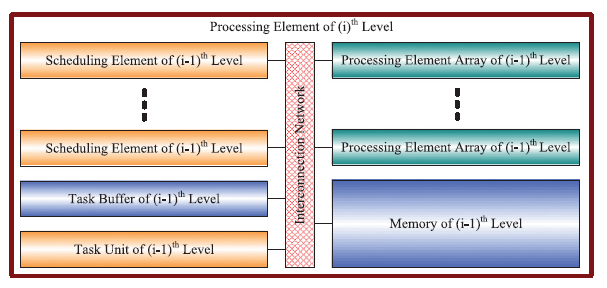 Processing Element of (i)th Level
Scheduling Element of (i-1)th Level
Processing Element Array of (i-1)th Level
Scheduling Element of (i-1)th Level
Processing Element Array of (i-1)th Level
Interconnection Network
Task Buffer of (i-1)th Level
Memory of (i-1)th Level
Task Unit of (i-1)th Level